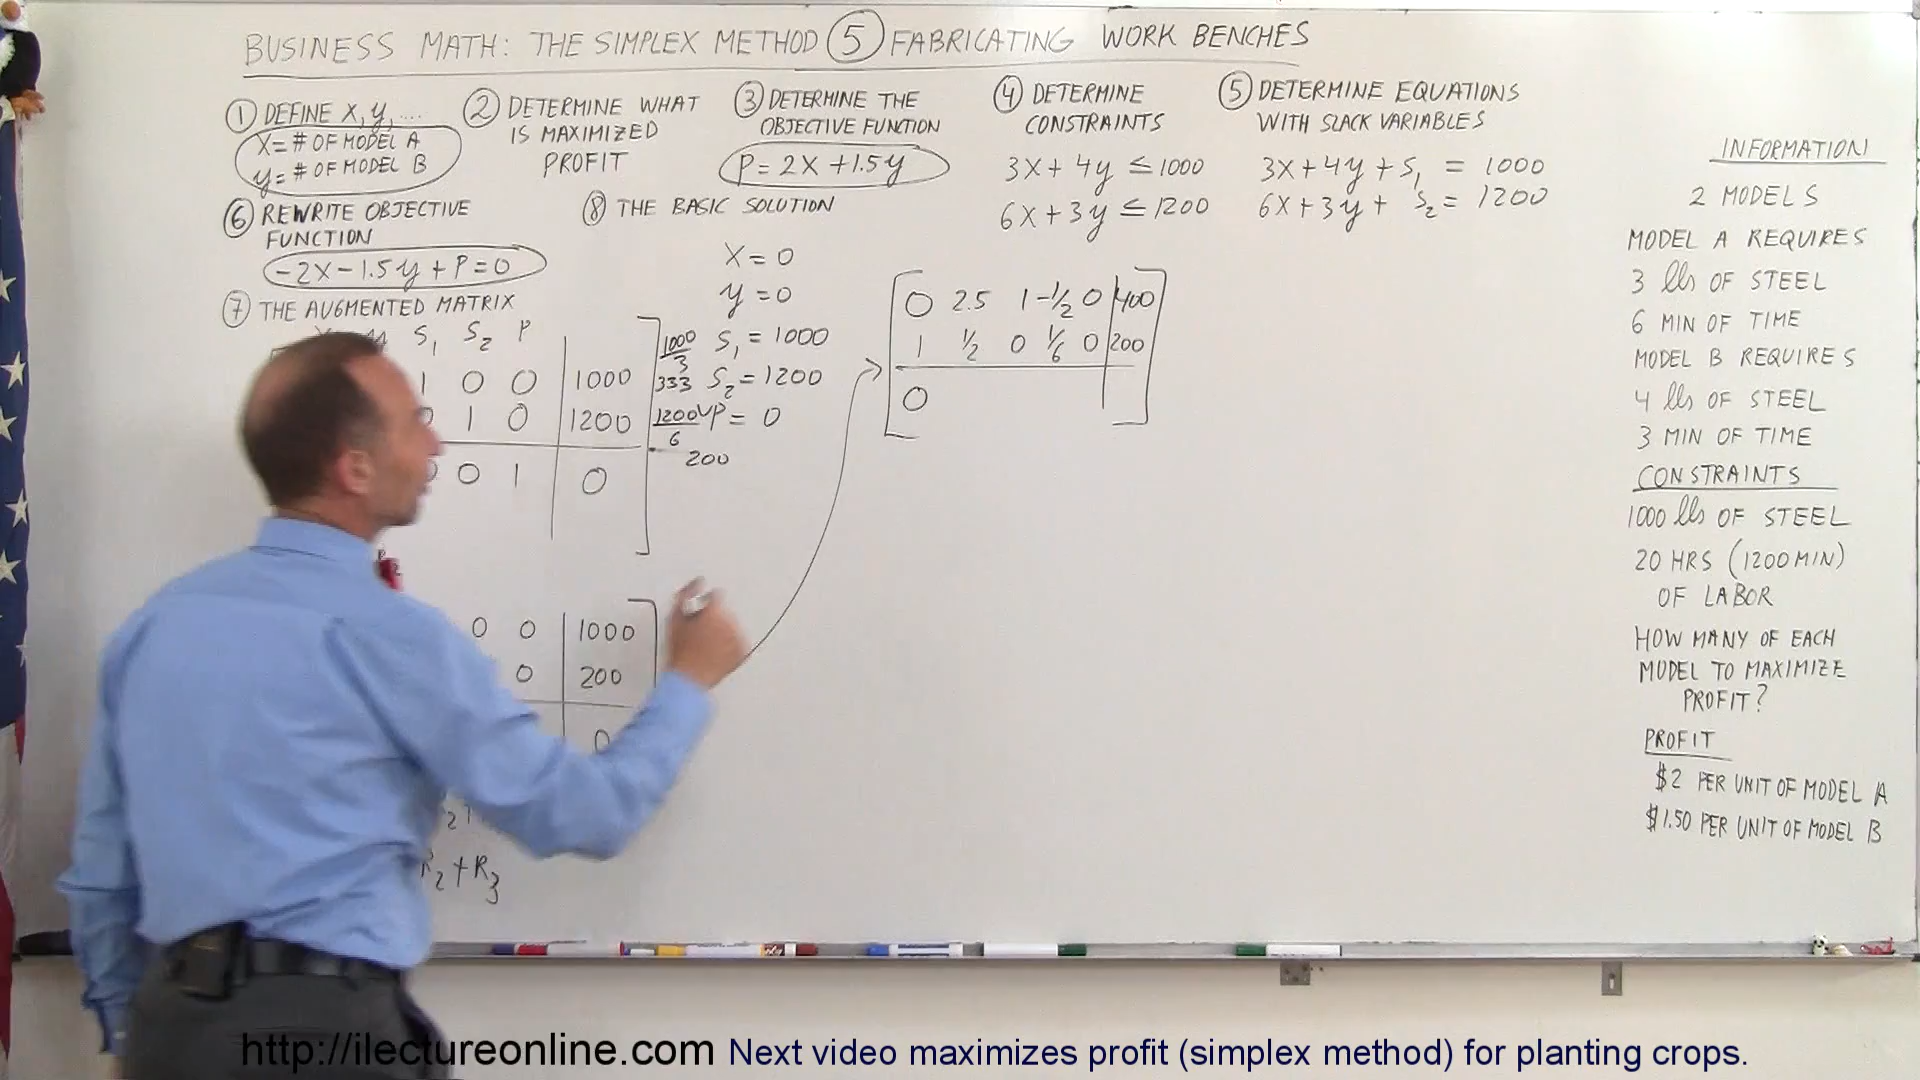 BUSINESS MATH: THE SIMPLEX METHOD 5 FABRICATING WORK BENCHES
1 DEFINE X, y, ....
X = # OF MODEL A
y = # OF MODEL B
2 DETERMINE WHAT
IS MAXIMIZED
PROFIT
3 DETERMINE THE
OBJECTIVE FUNCTION
P = 2X + 1.5y
4 DETERMINE
CONSTRAINTS
3X + 4y ≤ 1000
6X + 3y ≤ 1200
5 DETERMINE EQUATIONS
WITH SLACK VARIABLES
3X + 4y + S₁ = 1000
6X + 3y + S₂ = 1200
6 REWRITE OBJECTIVE
FUNCTION
-2X - 1.5y + P = 0
7 THE AUGMENTED MATRIX
S₁ S₂ P
1 0 0 1000
1 0 1200
0 1 0
1000/3
333
1200/6
200
8 THE BASIC SOLUTION
X = 0
y = 0
S₁ = 1000
S₂ = 1200
P = 0
0 0 1000
0 200
0
R₂ + R₃
0 2.5 1 -1/2 0 400
1 1/2 0 1/6 0 200
0
INFORMATION
2 MODELS
MODEL A REQUIRES
3 lbs OF STEEL
6 MIN OF TIME
MODEL B REQUIRES
4 lbs OF STEEL
3 MIN OF TIME
CONSTRAINTS
1000 lbs OF STEEL
20 HRS (1200 MIN)
OF LABOR
HOW MANY OF EACH
MODEL TO MAXIMIZE
PROFIT?
PROFIT
$2 PER UNIT OF MODEL A
$1.50 PER UNIT OF MODEL B
http://ilectureonline.com Next video maximizes profit (simplex method) for planting crops.